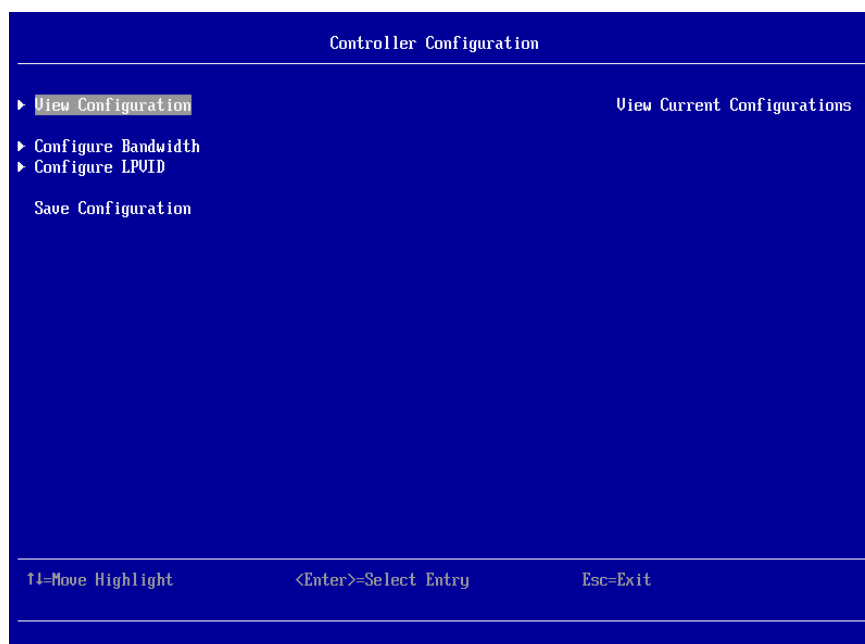 Controller Configuration
View Configuration View Current Configurations
Configure Bandwidth
Configure LPVID
Save Configuration
↑↓=Move Highlight <Enter>=Select Entry Esc=Exit